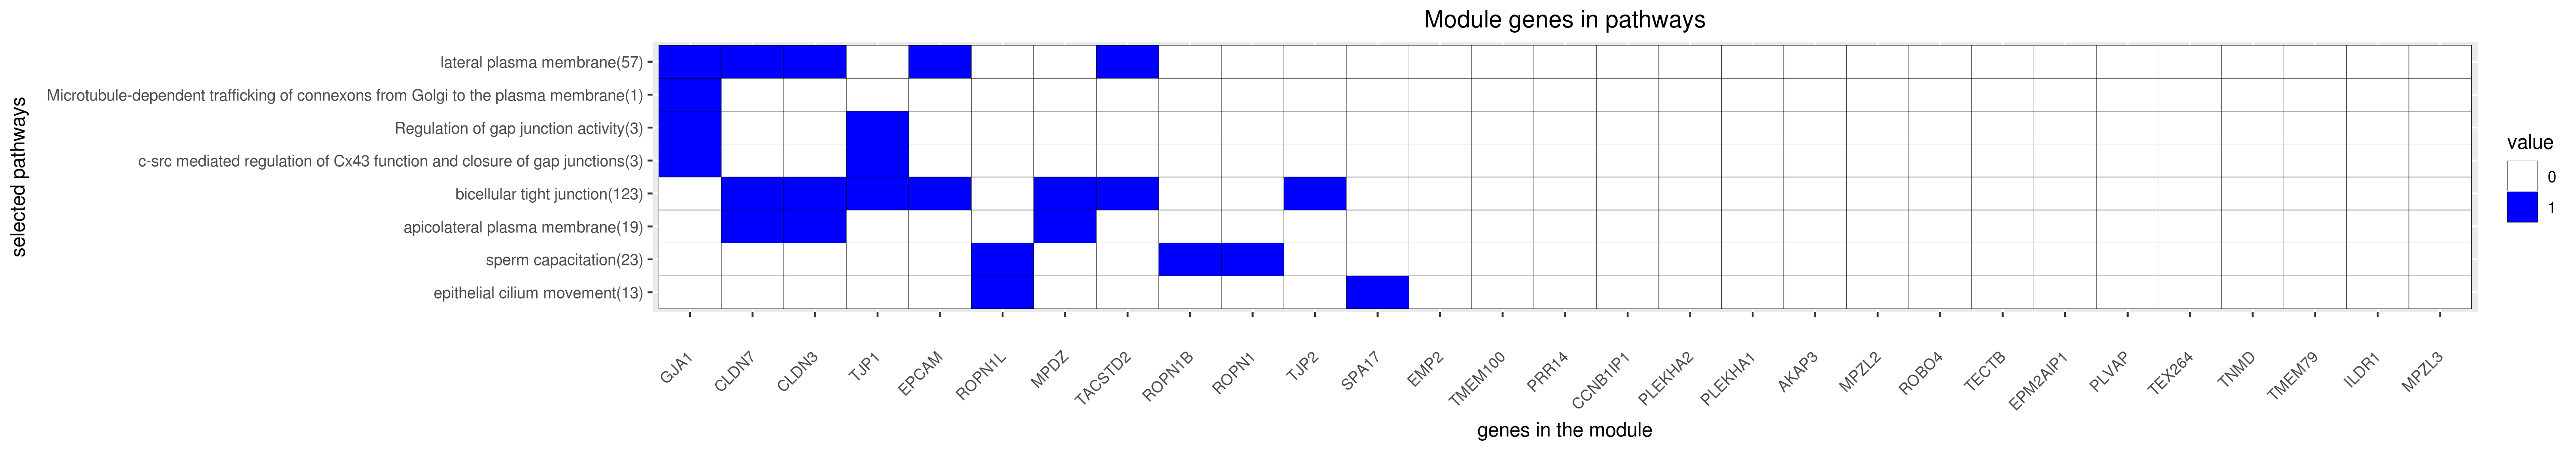 Module genes in pathways
selected pathways
lateral plasma membrane(57)
Microtubule-dependent trafficking of connexons from Golgi to the plasma membrane(1)
Regulation of gap junction activity(3)
c-src mediated regulation of Cx43 function and closure of gap junctions(3)
bicellular tight junction(123)
apicolateral plasma membrane(19)
sperm capacitation(23)
epithelial cilium movement(13)
GJA1
CLDN7
CLDN3
TJP1
EPCAM
ROPN1L
MPDZ
TACSTD2
ROPN1B
ROPN1
TJP2
SPA17
EMP2
TMEM100
PRR14
CCNB1IP1
PLEKHA2
PLEKHA1
AKAP3
MPZL2
ROBO4
TECTB
EPM2AIP1
PLVAP
TEX264
TNMD
TMEM79
ILDR1
MPZL3
genes in the module
value
0
1